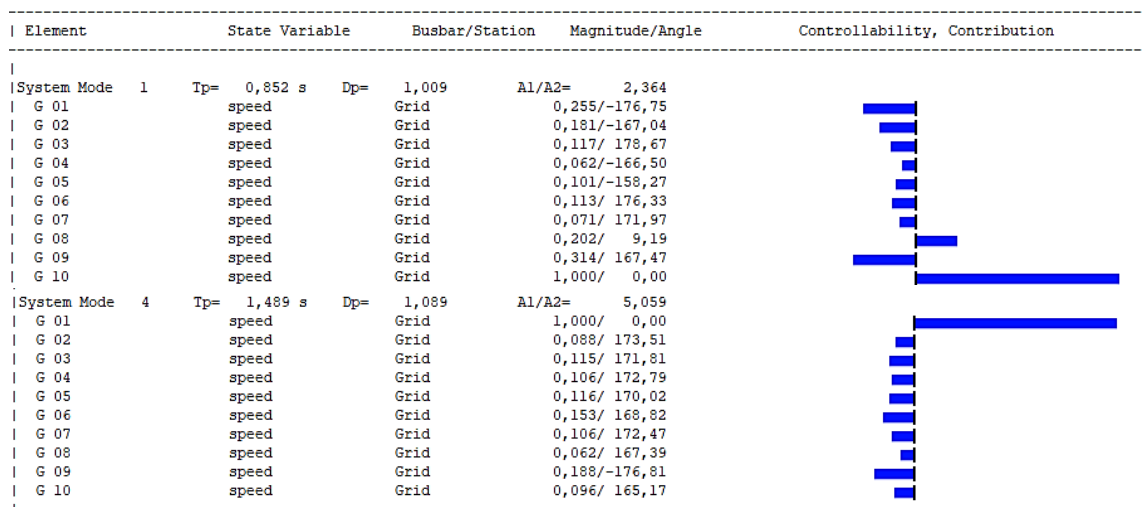 | Element State Variable Busbar/Station Magnitude/Angle Controllability, Contribution
|
|System Mode 1 Tp= 0,852 s Dp= 1,009 A1/A2= 2,364
| G 01 speed Grid 0,255/-176,75
| G 02 speed Grid 0,181/-167,04
| G 03 speed Grid 0,117/ 178,67
| G 04 speed Grid 0,062/-166,50
| G 05 speed Grid 0,101/-158,27
| G 06 speed Grid 0,113/ 176,33
| G 07 speed Grid 0,071/ 171,97
| G 08 speed Grid 0,202/ 9,19
| G 09 speed Grid 0,314/ 167,47
| G 10 speed Grid 1,000/ 0,00
|System Mode 4 Tp= 1,489 s Dp= 1,089 A1/A2= 5,059
| G 01 speed Grid 1,000/ 0,00
| G 02 speed Grid 0,088/ 173,51
| G 03 speed Grid 0,115/ 171,81
| G 04 speed Grid 0,106/ 172,79
| G 05 speed Grid 0,116/ 170,02
| G 06 speed Grid 0,153/ 168,82
| G 07 speed Grid 0,106/ 172,47
| G 08 speed Grid 0,062/ 167,39
| G 09 speed Grid 0,188/-176,81
| G 10 speed Grid 0,096/ 165,17